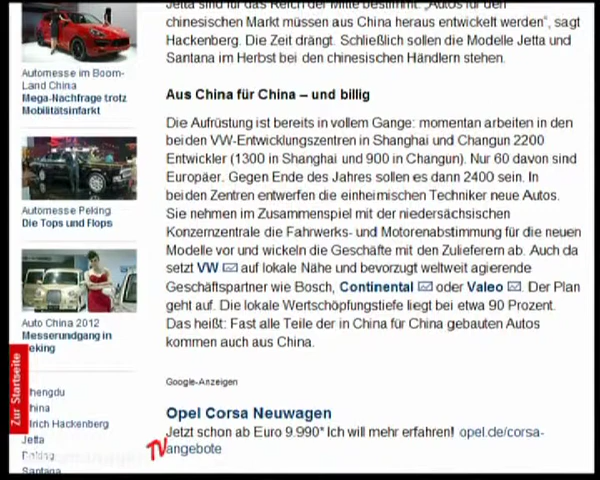 Jetta sind für das Reich der Mitte bestimmt. „Autos für den
chinesischen Markt müssen aus China heraus entwickelt werden“, sagt
Hackenberg. Die Zeit drängt. Schließlich sollen die Modelle Jetta und
Santana im Herbst bei den chinesischen Händlern stehen.
Aus China für China – und billig
Die Aufrüstung ist bereits in vollem Gange: momentan arbeiten in den
beiden VW-Entwicklungszentren in Shanghai und Changun 2200
Entwickler (1300 in Shanghai und 900 in Changun). Nur 60 davon sind
Europäer. Gegen Ende des Jahres sollen es dann 2400 sein. In
beiden Zentren entwerfen die einheimischen Techniker neue Autos.
Sie nehmen im Zusammenspiel mit der niedersächsischen
Konzernzentrale die Fahrwerks- und Motorenabstimmung für die neuen
Modelle vor und wickeln die Geschäfte mit den Zulieferern ab. Auch da
setzt VW auf lokale Nähe und bevorzugt weltweit agierende
Geschäftspartner wie Bosch, Continental oder Valeo. Der Plan
geht auf. Die lokale Wertschöpfungstiefe liegt bei etwa 90 Prozent.
Das heißt: Fast alle Teile der in China für China gebauten Autos
kommen auch aus China.
Google-Anzeigen
Opel Corsa Neuwagen
Jetzt schon ab Euro 9.990* Ich will mehr erfahren! opel.de/corsa-
angebote
Automesse im Boom-
Land China
Mega-Nachfrage trotz
Mobilitätsinfarkt
Automesse Peking
Die Tops und Flops
Auto China 2012
Messerundgang in
eking
Zur Startseite
hengdu
hina
lrich Hackenberg
Jetta
Peking
Santana
TV